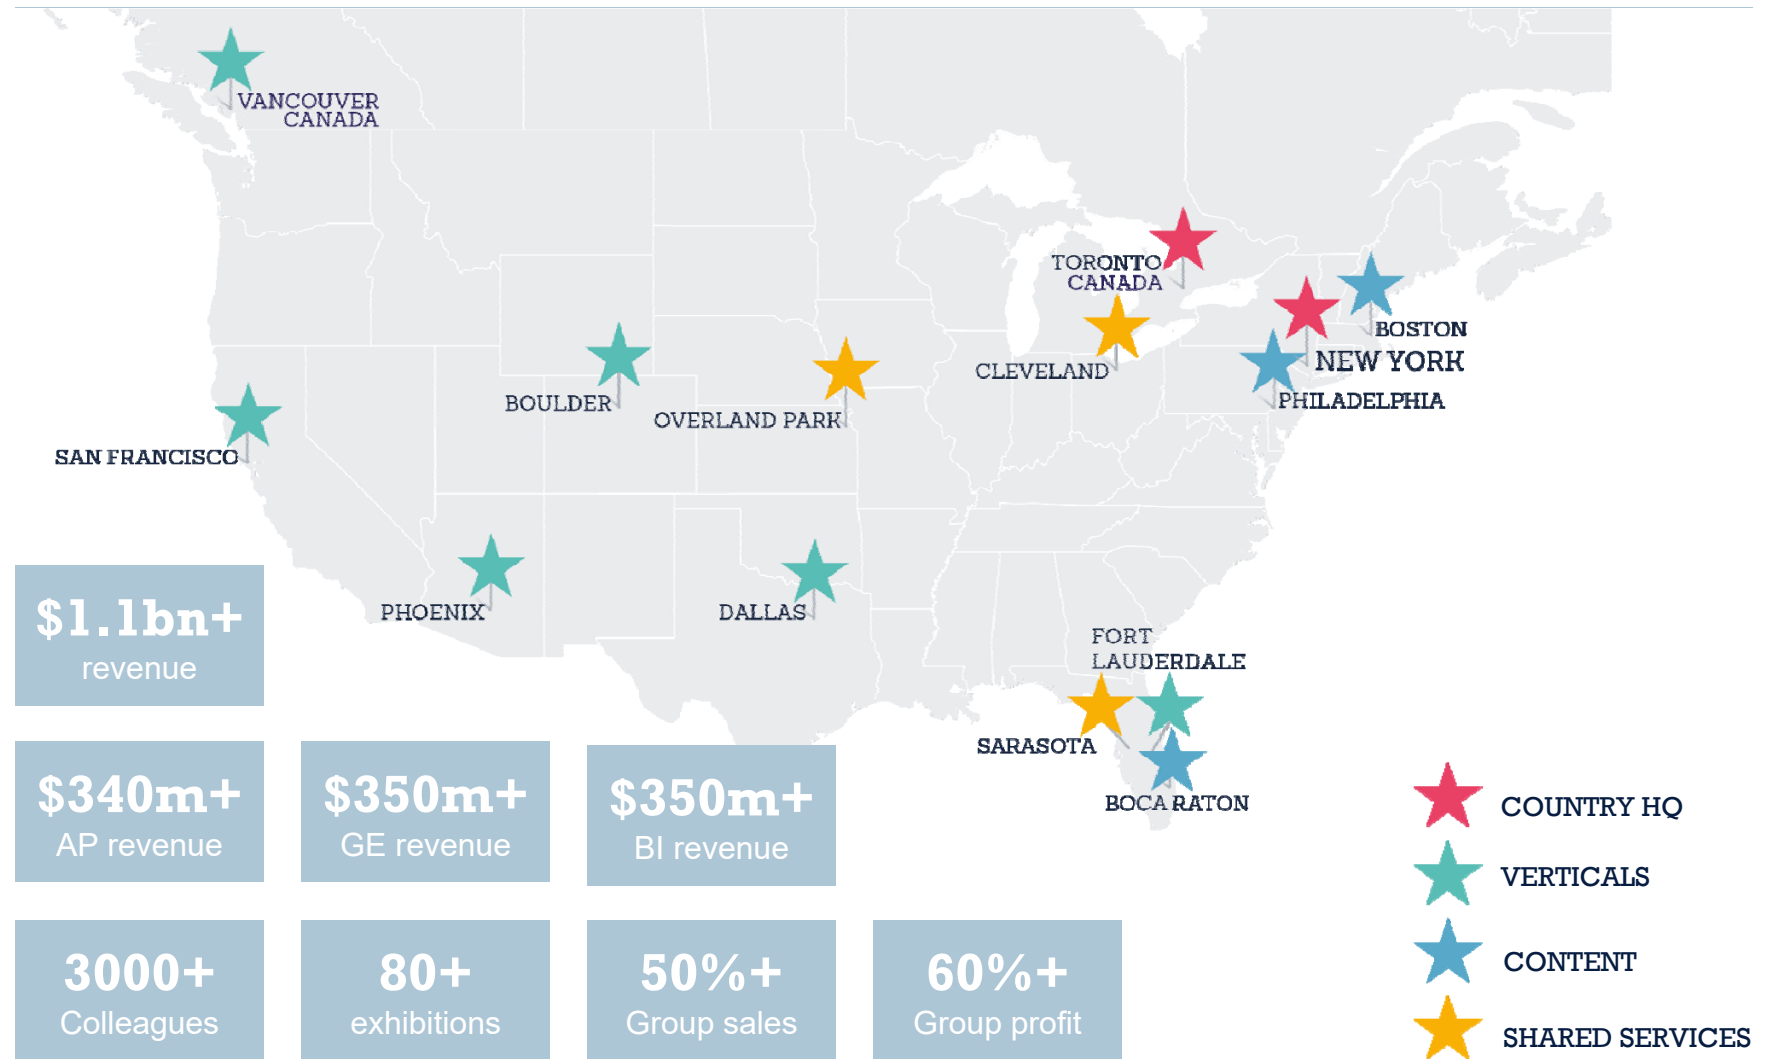 VANCOUVER
CANADA
TORONTO
CANADA
BOSTON
NEW YORK
CLEVELAND
PHILADELPHIA
BOULDER
OVERLAND PARK
SAN FRANCISCO
PHOENIX
DALLAS
FORT
LAUDERDALE
SARASOTA
BOCA RATON
$1.1bn+
revenue
$340m+
AP revenue
$350m+
GE revenue
$350m+
BI revenue
3000+
Colleagues
80+
exhibitions
50%+
Group sales
60%+
Group profit
COUNTRY HQ
VERTICALS
CONTENT
SHARED SERVICES